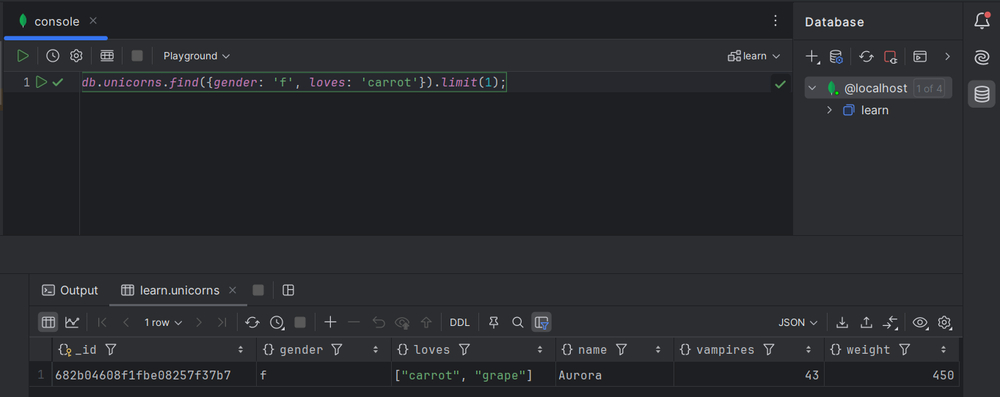 console
Database
Playground
learn
1 db.unicorns.find({gender: 'f', loves: 'carrot'}).limit(1);
@localhost 1 of 4
learn
Output learn.unicorns
1 row DDL JSON
_id gender loves name vampires weight
1 682b04608f1fbe08257f37b7 f ["carrot", "grape"] Aurora 43 450